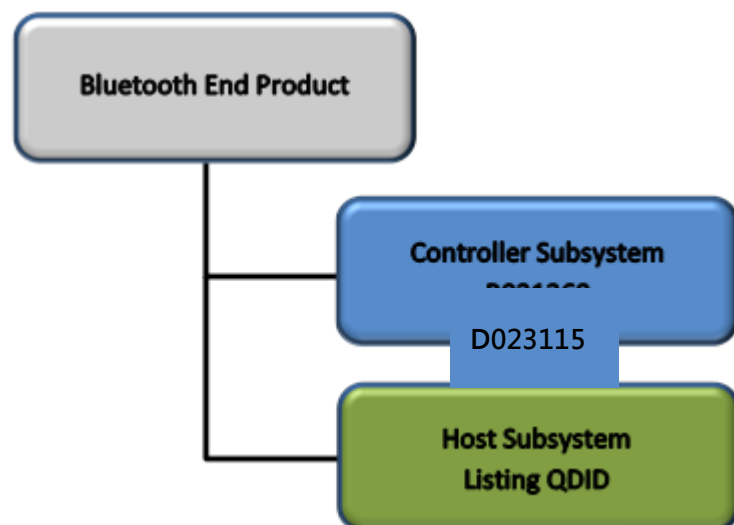 Bluetooth End Product
Controller Subsystem
D023115
Host Subsystem
Listing QDID